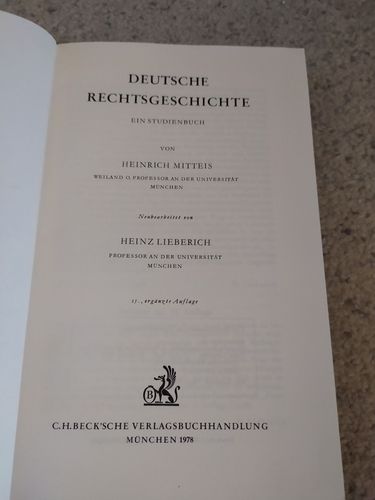 DEUTSCHE
RECHTSGESCHICHTE
EIN STUDIENBUCH
VON
HEINRICH MITTEIS
WEILAND O. PROFESSOR AN DER UNIVERSITÄT
MÜNCHEN
Neubearbeitet von
HEINZ LIEBERICH
PROFESSOR AN DER UNIVERSITÄT
MÜNCHEN
15., ergänzte Auflage
B
C.H.BECK'SCHE VERLAGSBUCHHANDLUNG
MÜNCHEN 1978